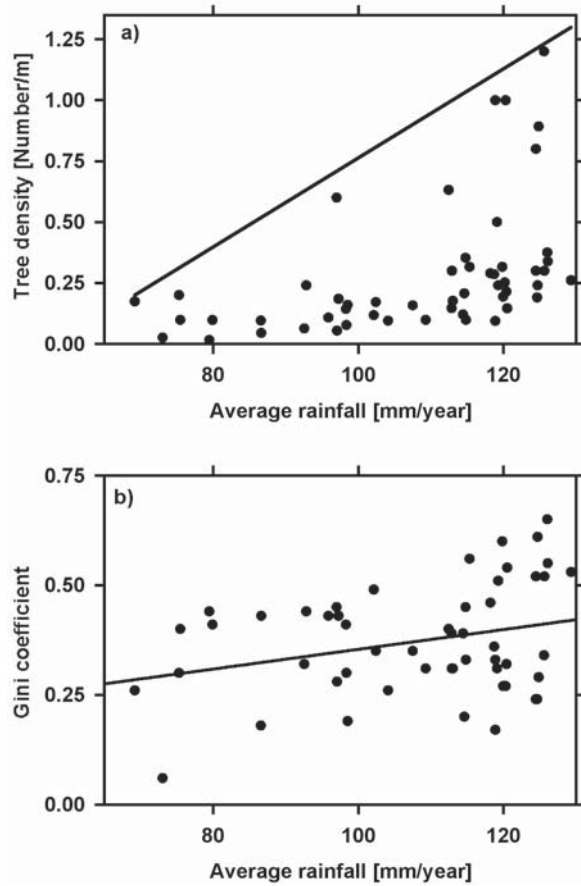 a)
Tree density [Number/m]
1.25
1.00
0.75
0.50
0.25
0.00
80 100 120
Average rainfall [mm/year]
b)
Gini coefficient
0.75
0.50
0.25
0.00
80 100 120
Average rainfall [mm/year]